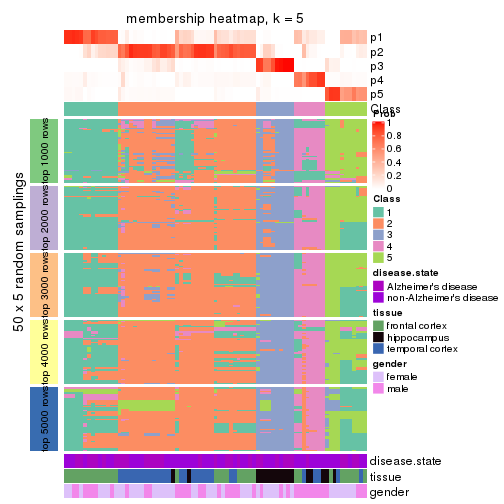 membership heatmap, k = 5
p1
p2
p3
p4
p5
Class
Prob
1
0.8
0.6
0.4
0.2
0
Class
1
2
3
4
5
disease.state
Alzheimer's disease
non-Alzheimer's disease
tissue
frontal cortex
hippocampus
temporal cortex
gender
female
male
50 x 5 random samplings
top 1000 rows
top 2000 rows
top 3000 rows
top 4000 rows
top 5000 rows
disease.state
tissue
gender